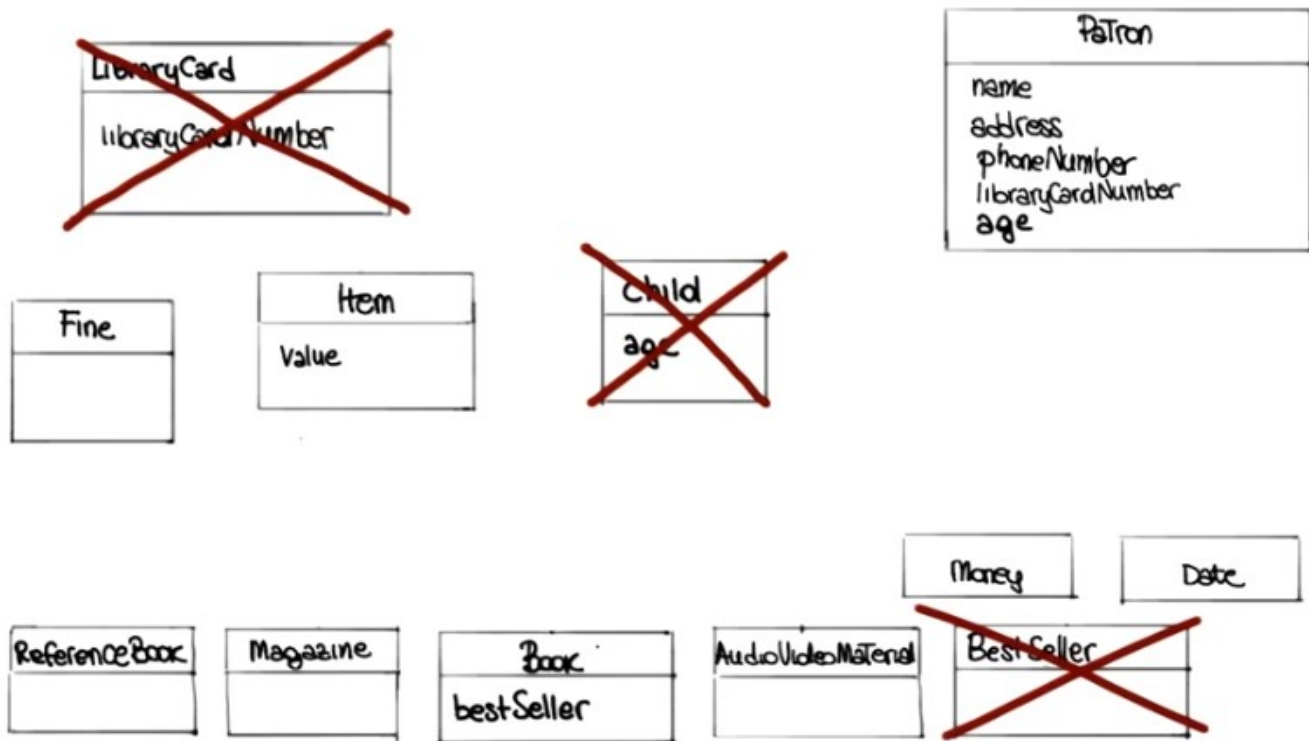 Patron
LibraryCard
name
libraryCardNumber
address
phoneNumber
libraryCardNumber
age
Fine
Item
Value
Child
age
Money
Date
ReferenceBook
Magazine
Book
bestSeller
AudioVideoMaterial
BestSeller